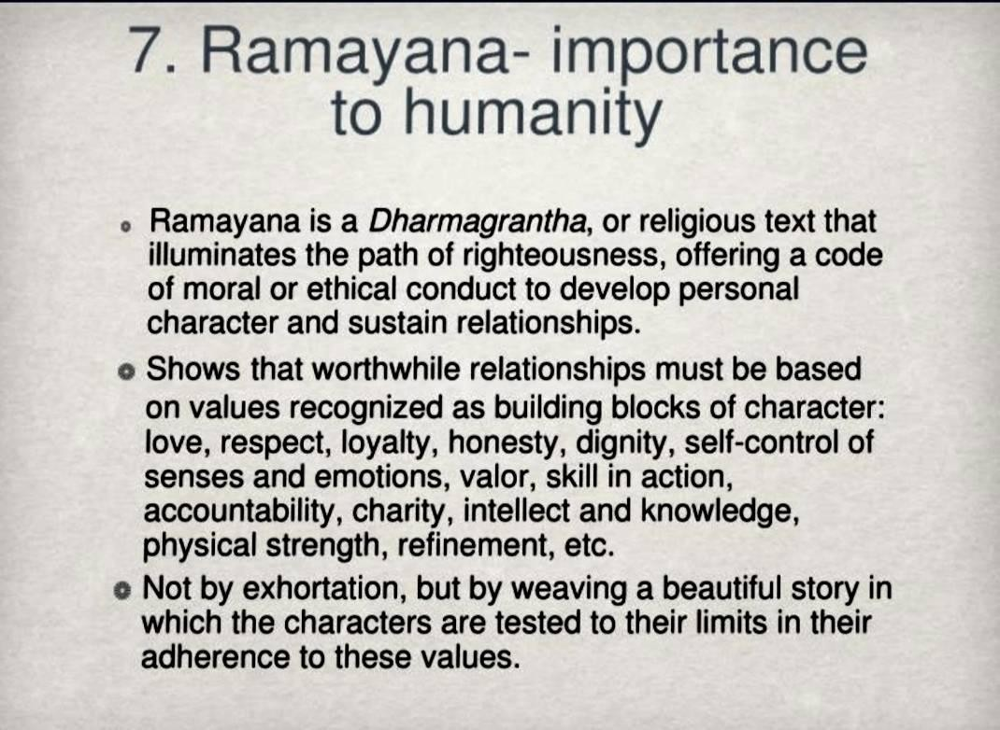 7. Ramayana- importance
to humanity
Ramayana is a Dharmagrantha, or religious text that
illuminates the path of righteousness, offering a code
of moral or ethical conduct to develop personal
character and sustain relationships.
Shows that worthwhile relationships must be based
on values recognized as building blocks of character:
love, respect, loyalty, honesty, dignity, self-control of
senses and emotions, valor, skill in action,
accountability, charity, intellect and knowledge,
physical strength, refinement, etc.
Not by exhortation, but by weaving a beautiful story in
which the characters are tested to their limits in their
adherence to these values.